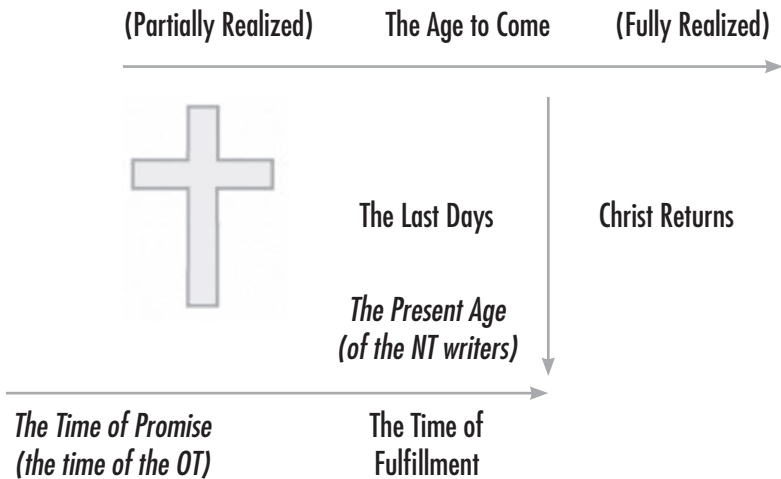 (Partially Realized) The Age to Come (Fully Realized)
The Last Days
Christ Returns
The Present Age
(of the NT writers)
The Time of Promise
(the time of the OT)
The Time of
Fulfillment